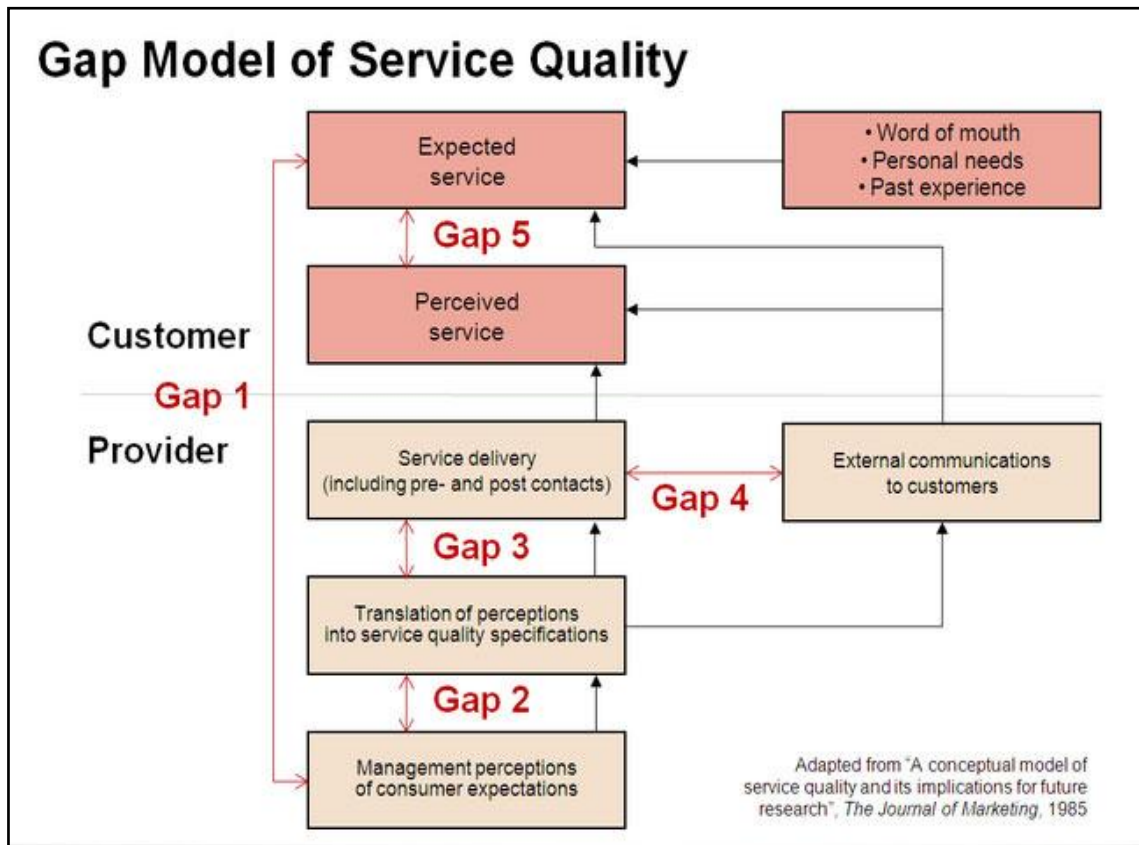 Gap Model of Service Quality
Expected
service
• Word of mouth
• Personal needs
• Past experience
Gap 5
Perceived
service
Customer
Gap 1
Provider
Service delivery
(including pre- and post contacts)
Gap 4
External communications
to customers
Gap 3
Translation of perceptions
into service quality specifications
Gap 2
Management perceptions
of consumer expectations
Adapted from "A conceptual model of
service quality and its implications for future
research", The Journal of Marketing, 1985